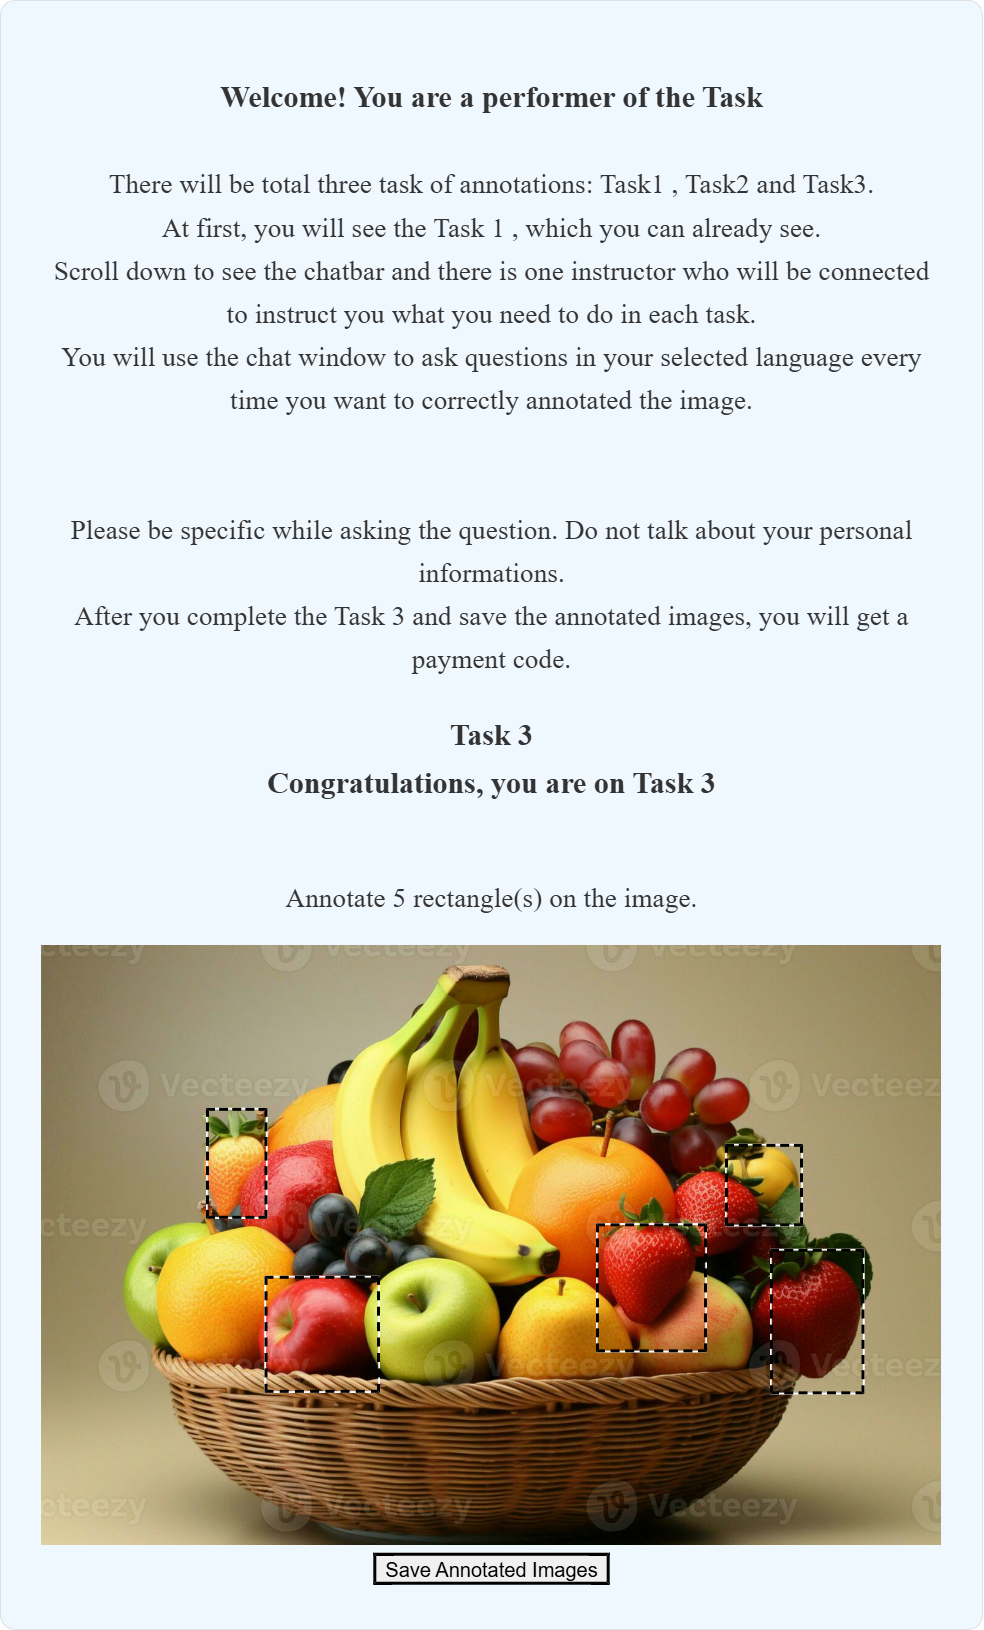 Welcome! You are a performer of the Task
There will be total three task of annotations: Task1 , Task2 and Task3.
At first, you will see the Task 1 , which you can already see.
Scroll down to see the chatbar and there is one instructor who will be connected
to instruct you what you need to do in each task.
You will use the chat window to ask questions in your selected language every
time you want to correctly annotated the image.
Please be specific while asking the question. Do not talk about your personal
informations.
After you complete the Task 3 and save the annotated images, you will get a
payment code.
Task 3
Congratulations, you are on Task 3
Annotate 5 rectangle(s) on the image.
cteezy Vecteezy Vecteezy
Vecteezy Vecteezy Vecteezy
cteezy
Vecteezy Vecteezy Vecteezy
cteezy Vecteezy Vecteezy
Save Annotated Images